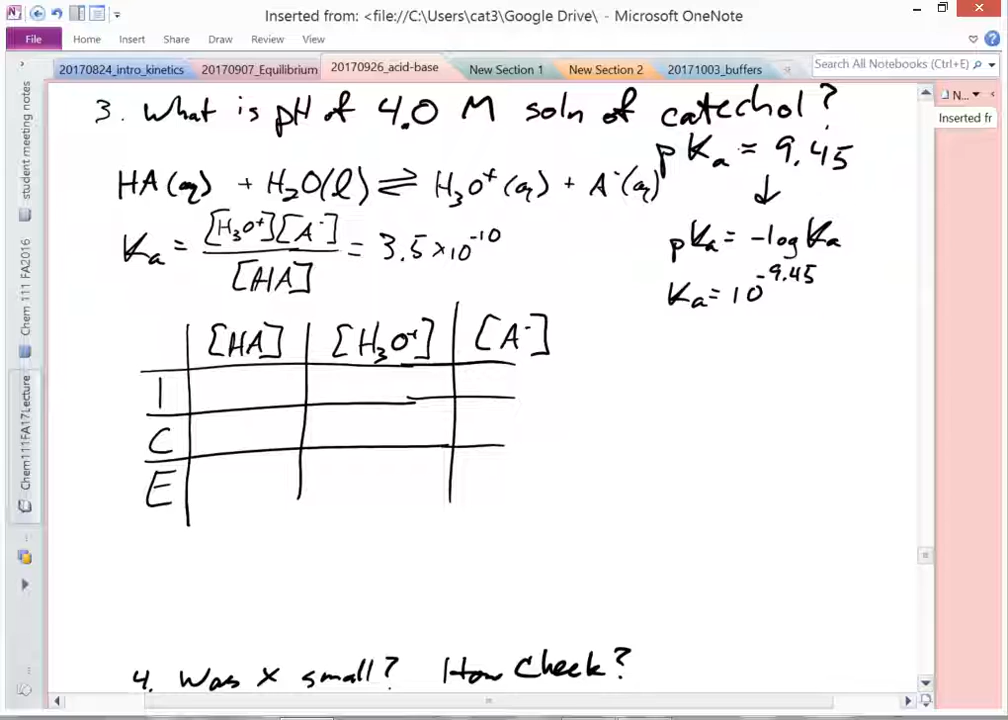 Inserted from: <file://C:\Users\cat3\Google Drive\ - Microsoft OneNote
File Home Insert Share Draw Review View
20170824_intro_kinetics 20170907_Equilibrium 20170926_acid-base New Section 1 New Section 2 20171003_buffers Search All Notebooks (Ctrl+E)
N...
Inserted fr
student meeting notes
Chem 111 FA2016
Chem111FA17Lecture
3. What is pH of 4.0 M soln of catechol?
pKa = 9.45
HA(aq) + H₂O(l) ⇌ H₃O⁺(aq) + A⁻(aq)
↓
Ka = [H₃O⁺][A⁻] / [HA] = 3.5×10⁻¹⁰
pKa = -log Ka
Ka = 10^-9.45
[HA] [H₃O⁺] [A⁻]
I
C
E
4. Was x small? How check?